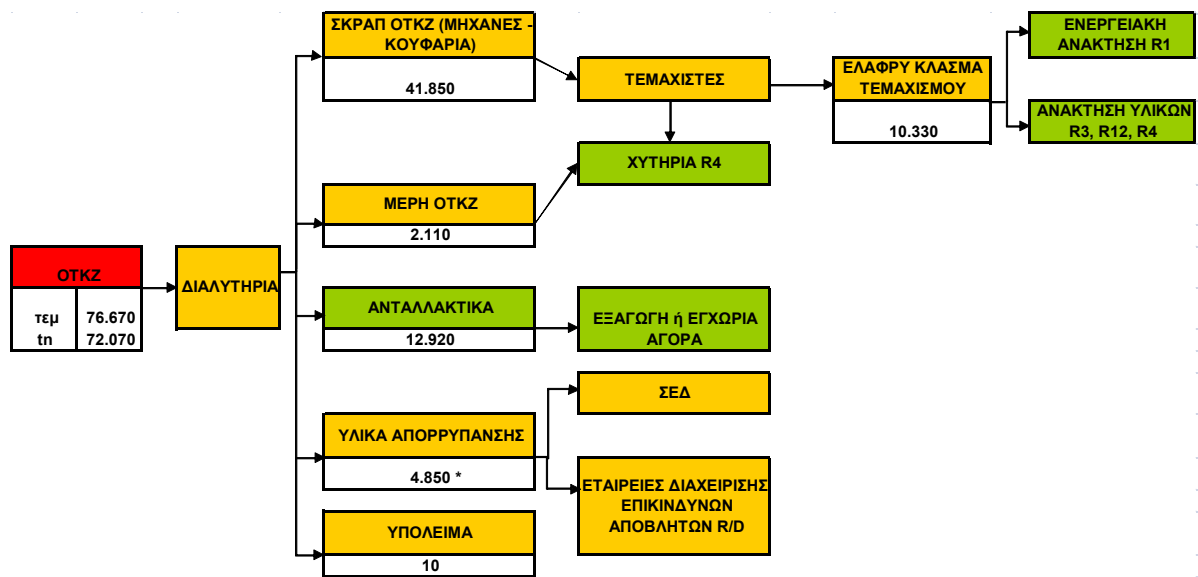 ΟΤΚΖ
τεμ 76.670
tn 72.070
ΔΙΑΛΥΤΗΡΙΑ
ΣΚΡΑΠ ΟΤΚΖ (ΜΗΧΑΝΕΣ -
ΚΟΥΦΑΡΙΑ)
41.850
ΜΕΡΗ ΟΤΚΖ
2.110
ΑΝΤΑΛΛΑΚΤΙΚΑ
12.920
ΥΛΙΚΑ ΑΠΟΡΡΥΠΑΝΣΗΣ
4.850 *
ΥΠΟΛΕΙΜΑ
10
ΤΕΜΑΧΙΣΤΕΣ
ΧΥΤΗΡΙΑ R4
ΕΞΑΓΩΓΗ ή ΕΓΧΩΡΙΑ
ΑΓΟΡΑ
ΣΕΔ
ΕΤΑΙΡΕΙΕΣ ΔΙΑΧΕΙΡΙΣΗΣ
ΕΠΙΚΙΝΔΥΝΩΝ
ΑΠΟΒΛΗΤΩΝ R/D
ΕΛΑΦΡΥ ΚΛΑΣΜΑ
ΤΕΜΑΧΙΣΜΟΥ
10.330
ΕΝΕΡΓΕΙΑΚΗ
ΑΝΑΚΤΗΣΗ R1
ΑΝΑΚΤΗΣΗ ΥΛΙΚΩΝ
R3, R12, R4